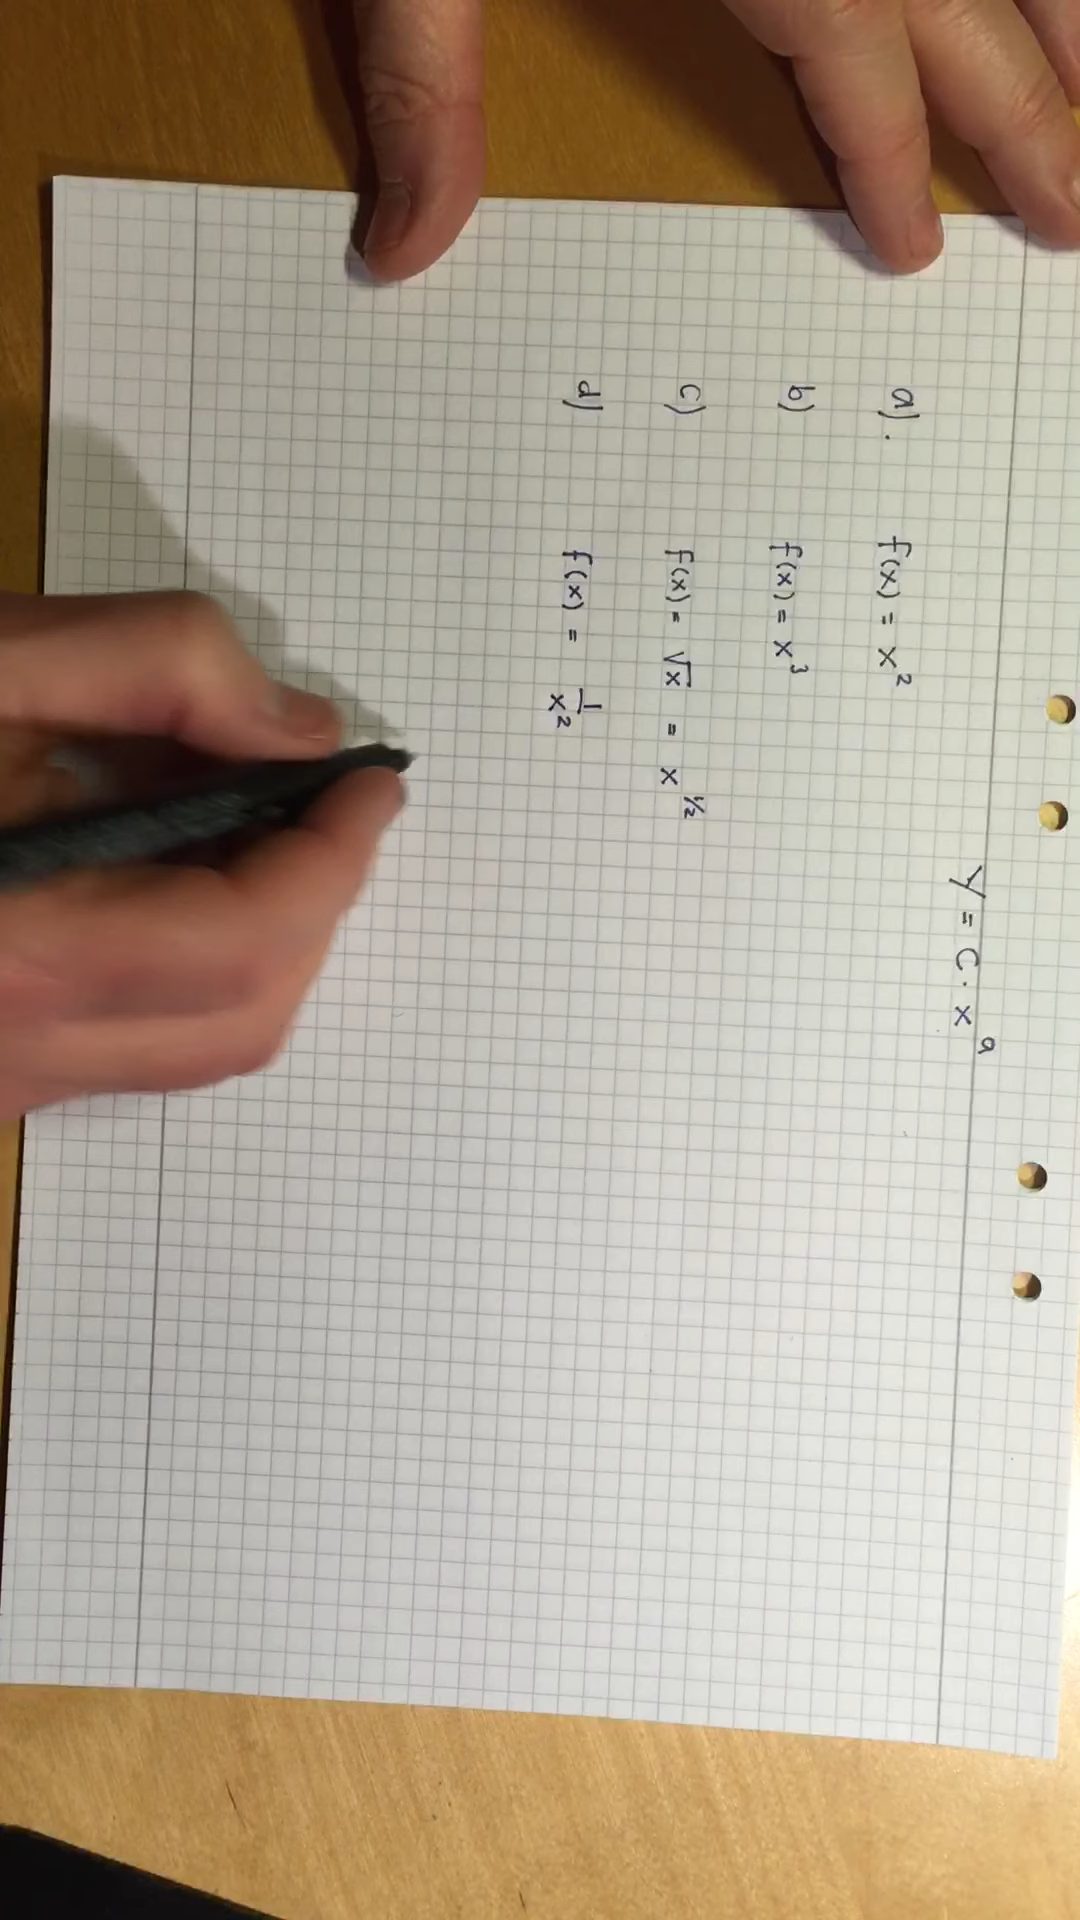 y = c · x^a
a). f(x) = x²
b) f(x) = x³
c) f(x) = √x = x^½
d) f(x) = 1/x²